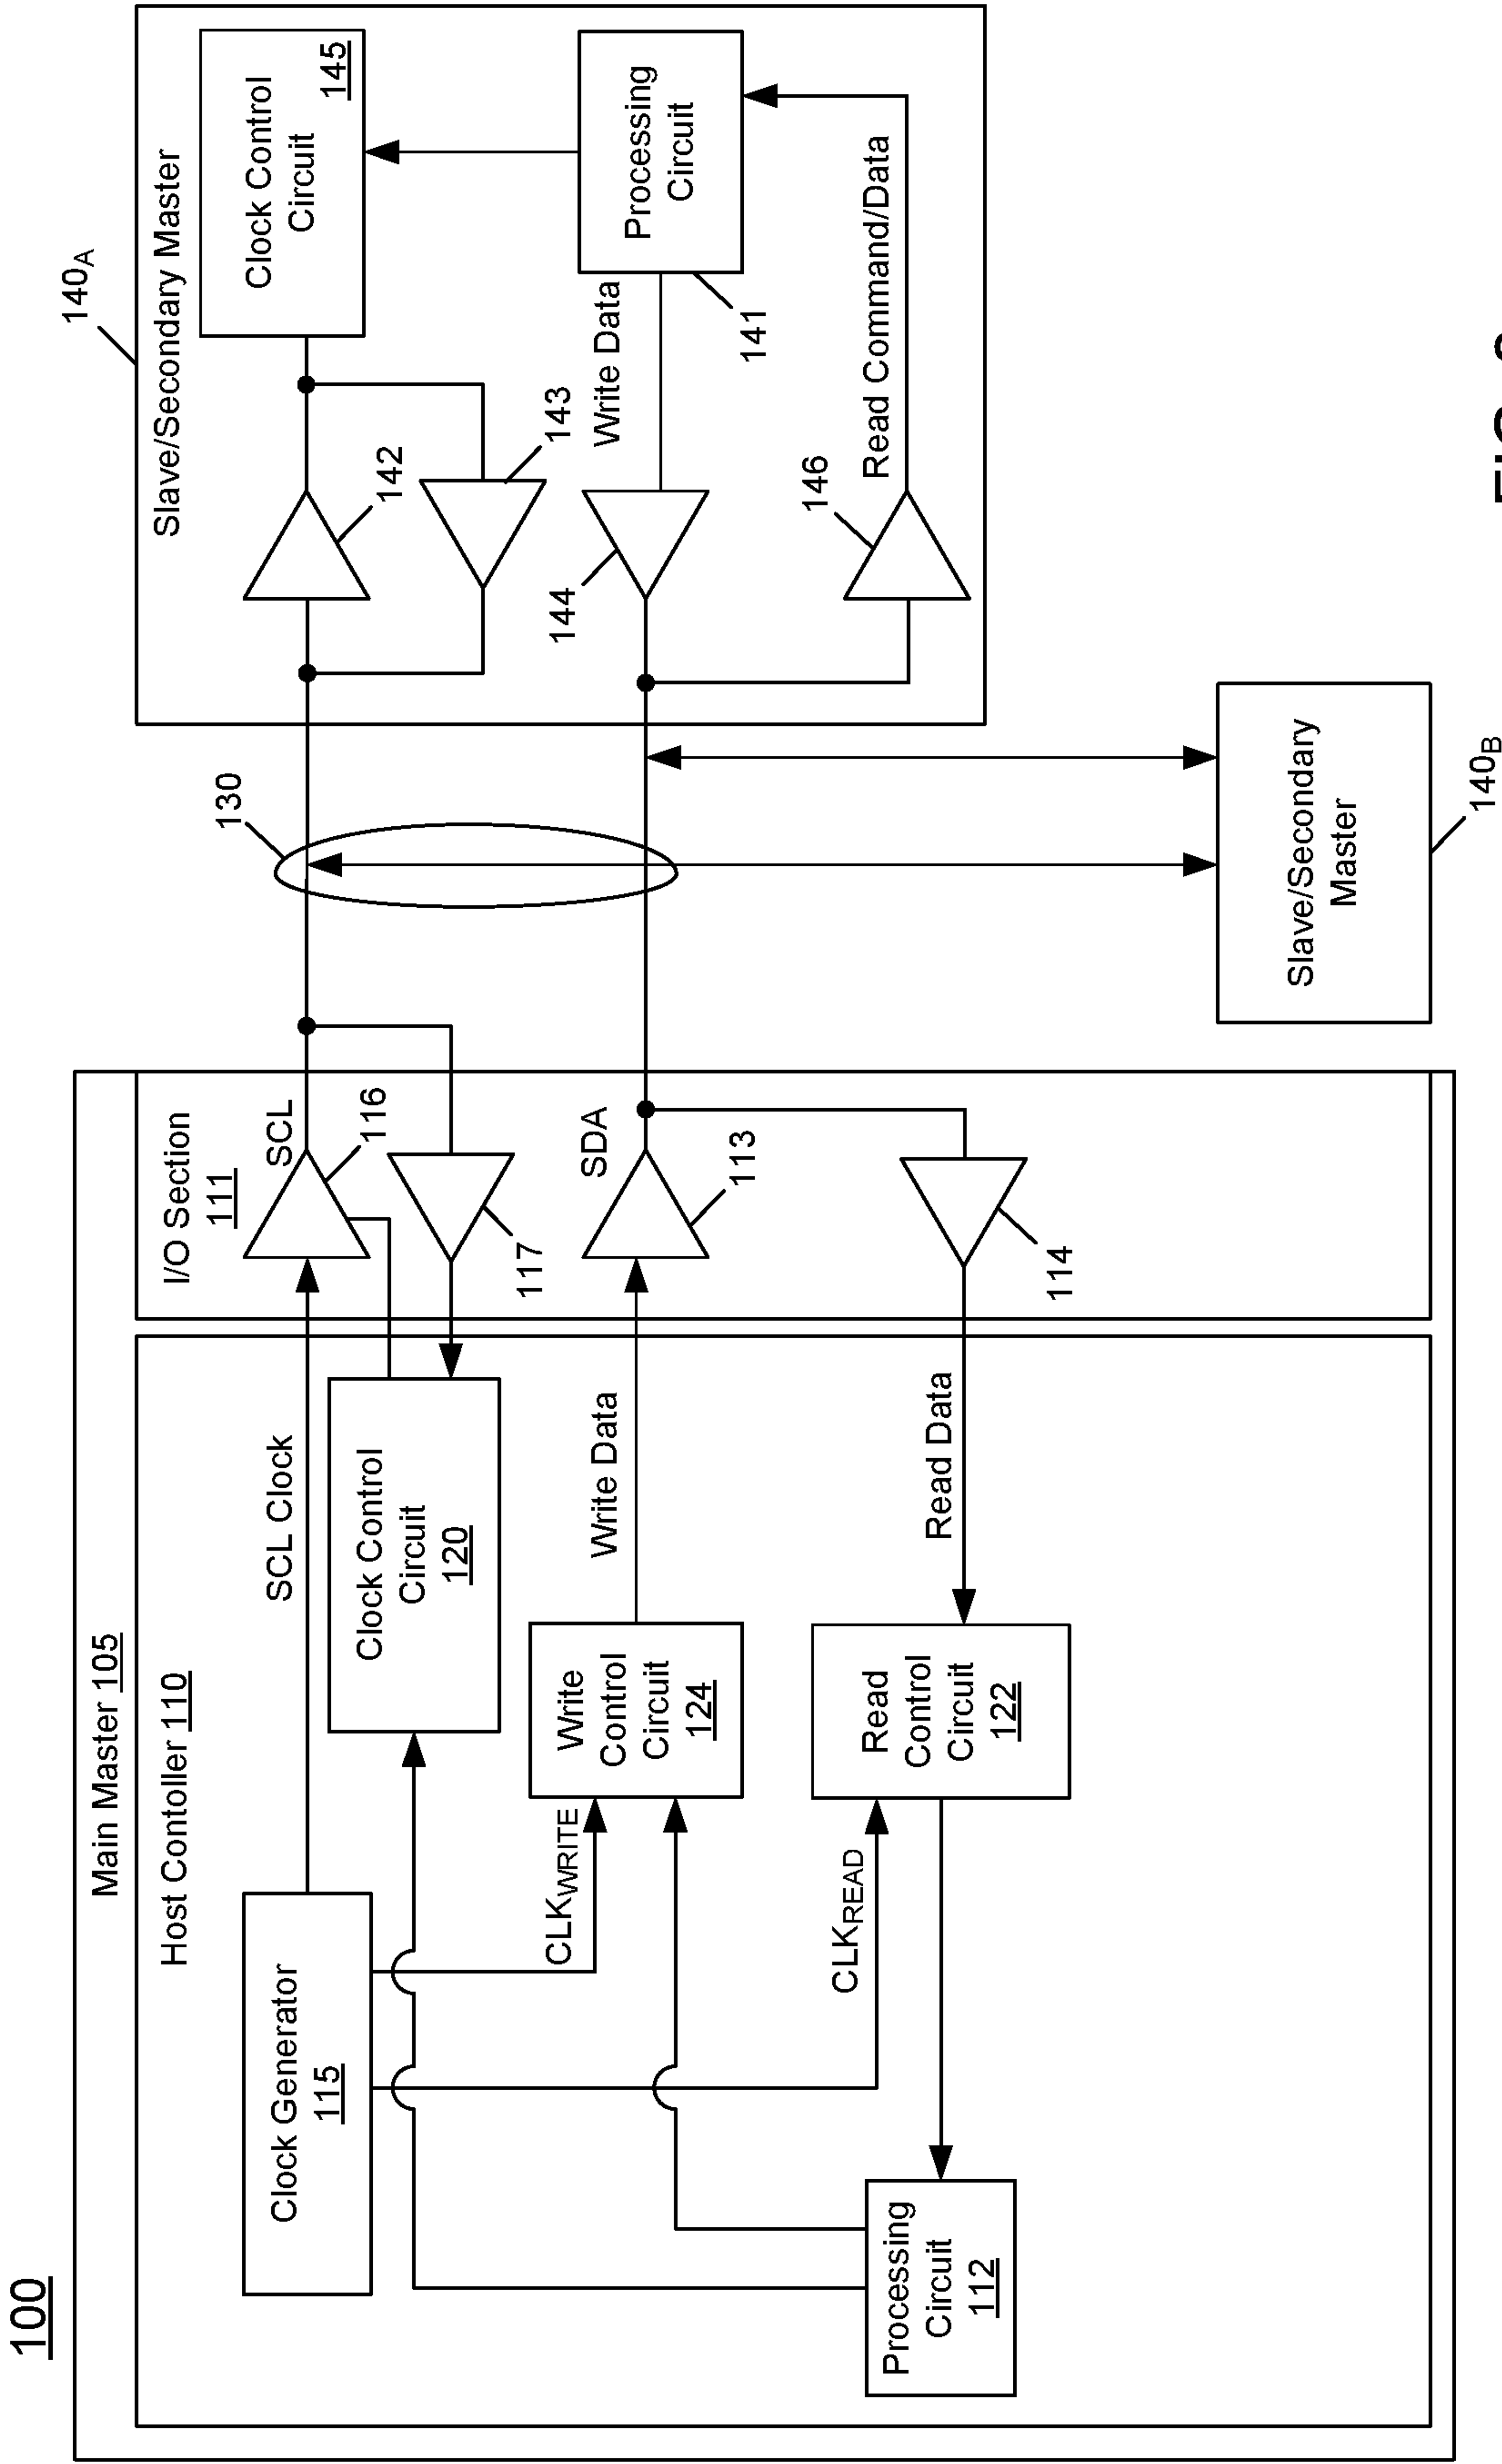 100
Main Master 105
Host Contoller 110
Clock Generator
115
SCL Clock
Clock Control
Circuit
120
CLKWRITE
Write
Control
Circuit
124
Write Data
CLKREAD
Read
Control
Circuit
122
Read Data
Processing
Circuit
112
I/O Section
111
SCL
116
117
SDA
113
114
130
140A
Slave/Secondary Master
142
143
Clock Control
Circuit
145
144
Write Data
Processing
Circuit
141
146
Read Command/Data
Slave/Secondary
Master
140B
FIG.